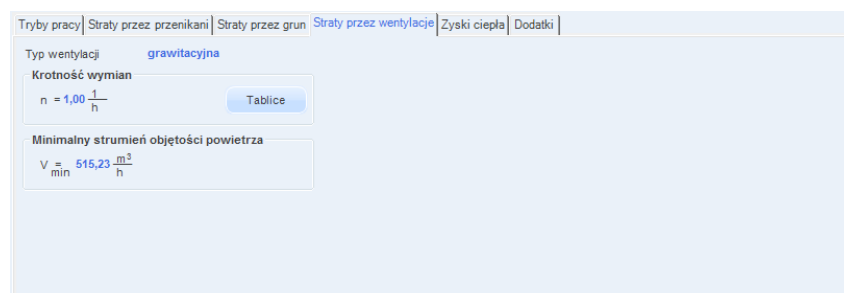 Tryby pracy Straty przez przenikani Straty przez grun Straty przez wentylacje Zyski ciepła Dodatki
Typ wentylacji grawitacyjna
Krotność wymian
n = 1,00 1/h
Tablice
Minimalny strumień objętości powietrza
V min = 515,23 m³/h